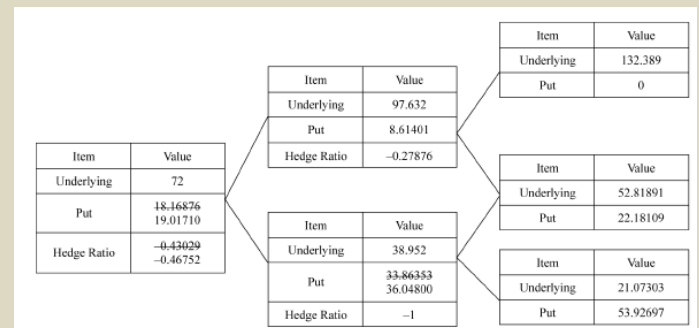 Item Value
Underlying 72
Put 18.16876
19.01710
Hedge Ratio –0.43029
–0.46752
Item Value
Underlying 97.632
Put 8.61401
Hedge Ratio –0.27876
Item Value
Underlying 38.952
Put 33.86353
36.04800
Hedge Ratio –1
Item Value
Underlying 132.389
Put 0
Item Value
Underlying 52.81891
Put 22.18109
Item Value
Underlying 21.07303
Put 53.92697